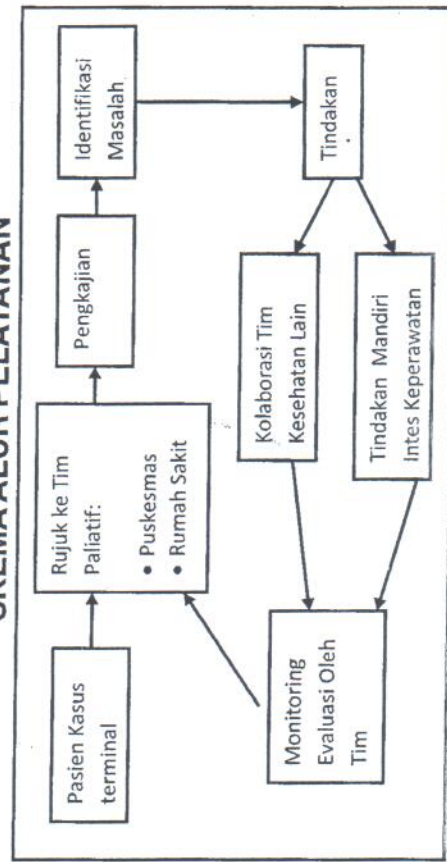 SKEMA ALUR PELAYANAN
Pasien Kasus
terminal
Rujuk ke Tim
Paliatif:
• Puskesmas
• Rumah Sakit
Pengkajian
Identifikasi
Masalah
Tindakan
.
Kolaborasi Tim
Kesehatan Lain
Tindakan Mandiri
Intes Keperawatan
Monitoring
Evaluasi Oleh
Tim